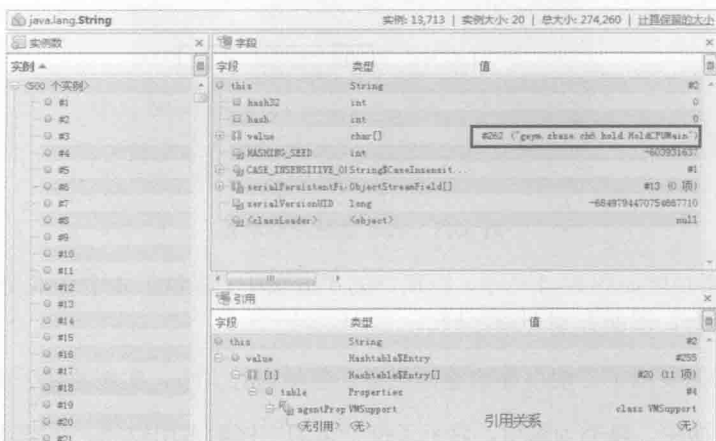 java.lang.String 实例: 13,713 | 实例大小: 20 | 总大小: 274,260 | 计算保留的大小
实例数
实例
<500 个实例>
#1
#2
#3
#4
#5
#6
#7
#8
#9
#10
#11
#12
#13
#14
#15
#16
#17
#18
#19
#20
#21
字段
字段 类型 值
this String #2
hash32 int 0
hash int 0
value char[] #262 ("geym.zbase.ch6.hold.HoldCPUMain")
HASHING_SEED int -603931637
CASE_INSENSITIVE_OI String$CaseInsensit...  #1
serialPersistentFi ObjectStreamField[] #13 (0 项)
serialVersionUID long -6849794470754667710
<classLoader> <object> null
引用
字段 类型 值
this String #2
value Hashtable$Entry #255
[1] Hashtable$Entry[] #20 (11 项)
table Properties #4
agentProp VMSupport class VMSupport
<无引用> <无> <无>
引用关系